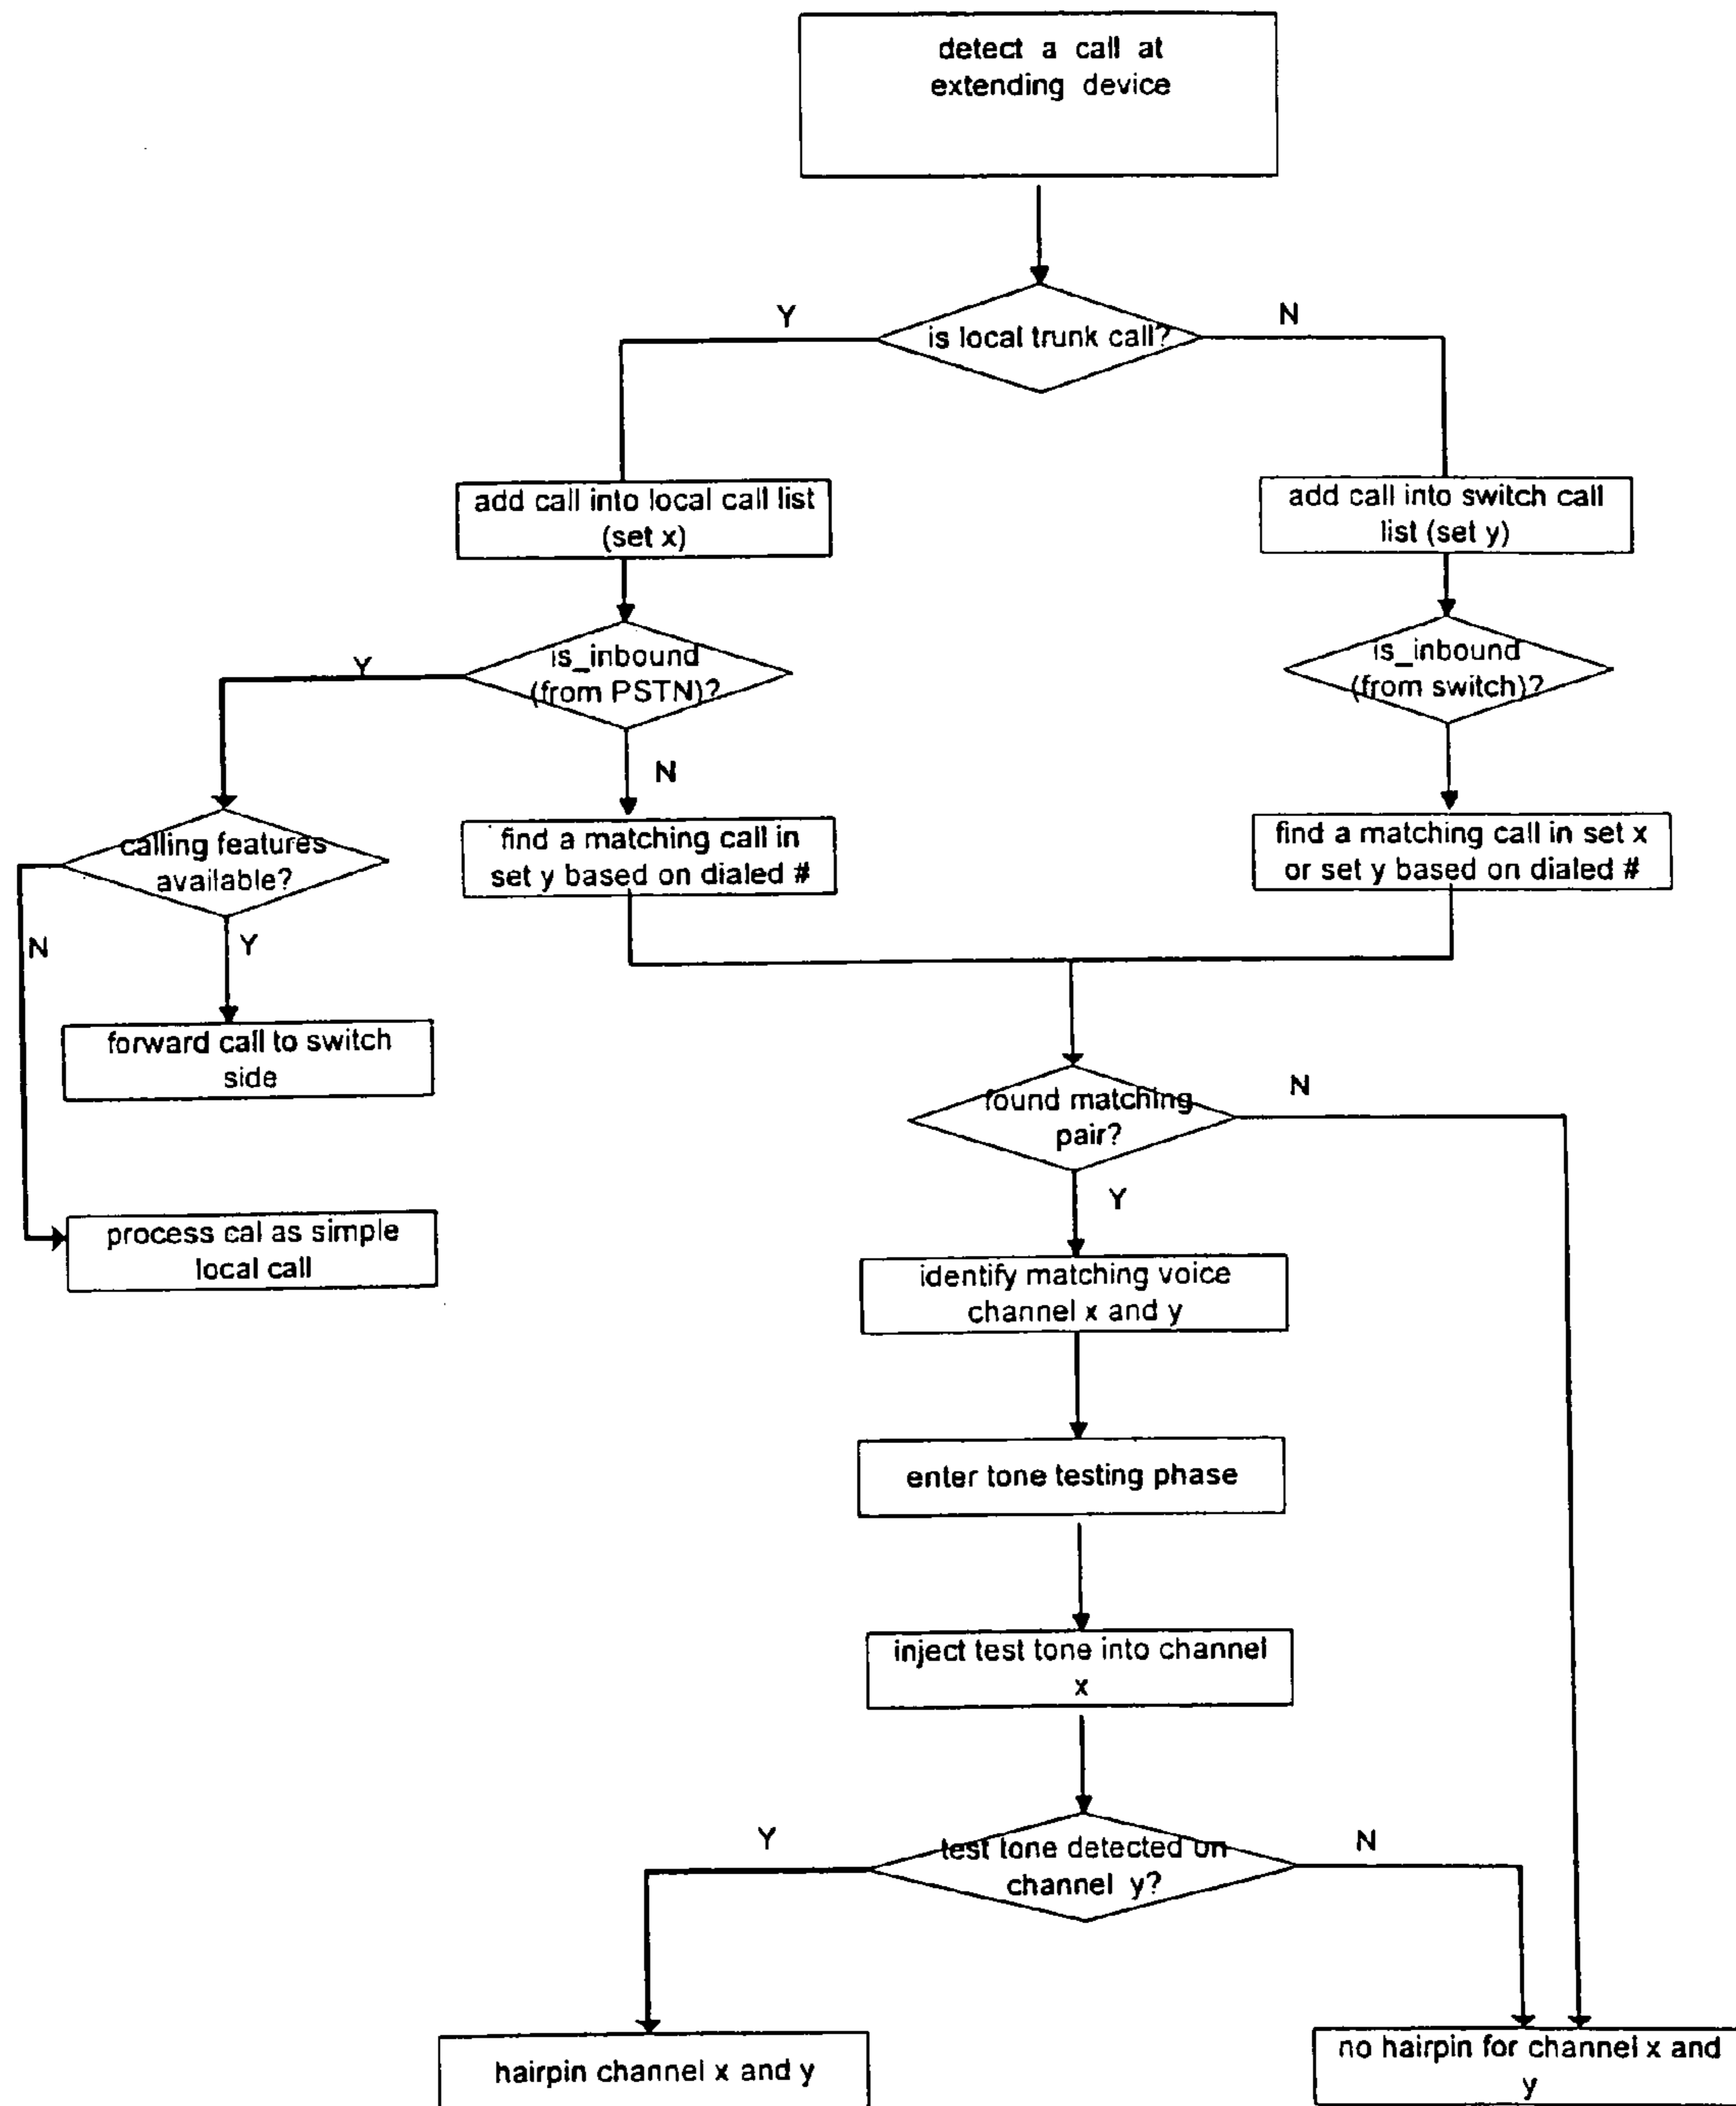 detect a call at
extending device
Y
N
is local trunk call?
add call into local call list
(set x)
add call into switch call
list (set y)
Y
is_inbound
(from PSTN)?
is_inbound
(from switch)?
N
calling features
available?
find a matching call in
set y based on dialed #
find a matching call in set x
or set y based on dialed #
N
Y
forward call to switch
side
found matching
pair?
N
Y
process cal as simple
local call
identify matching voice
channel x and y
enter tone testing phase
inject test tone into channel
x
Y
test tone detected on
channel y?
N
hairpin channel x and y
no hairpin for channel x and
y